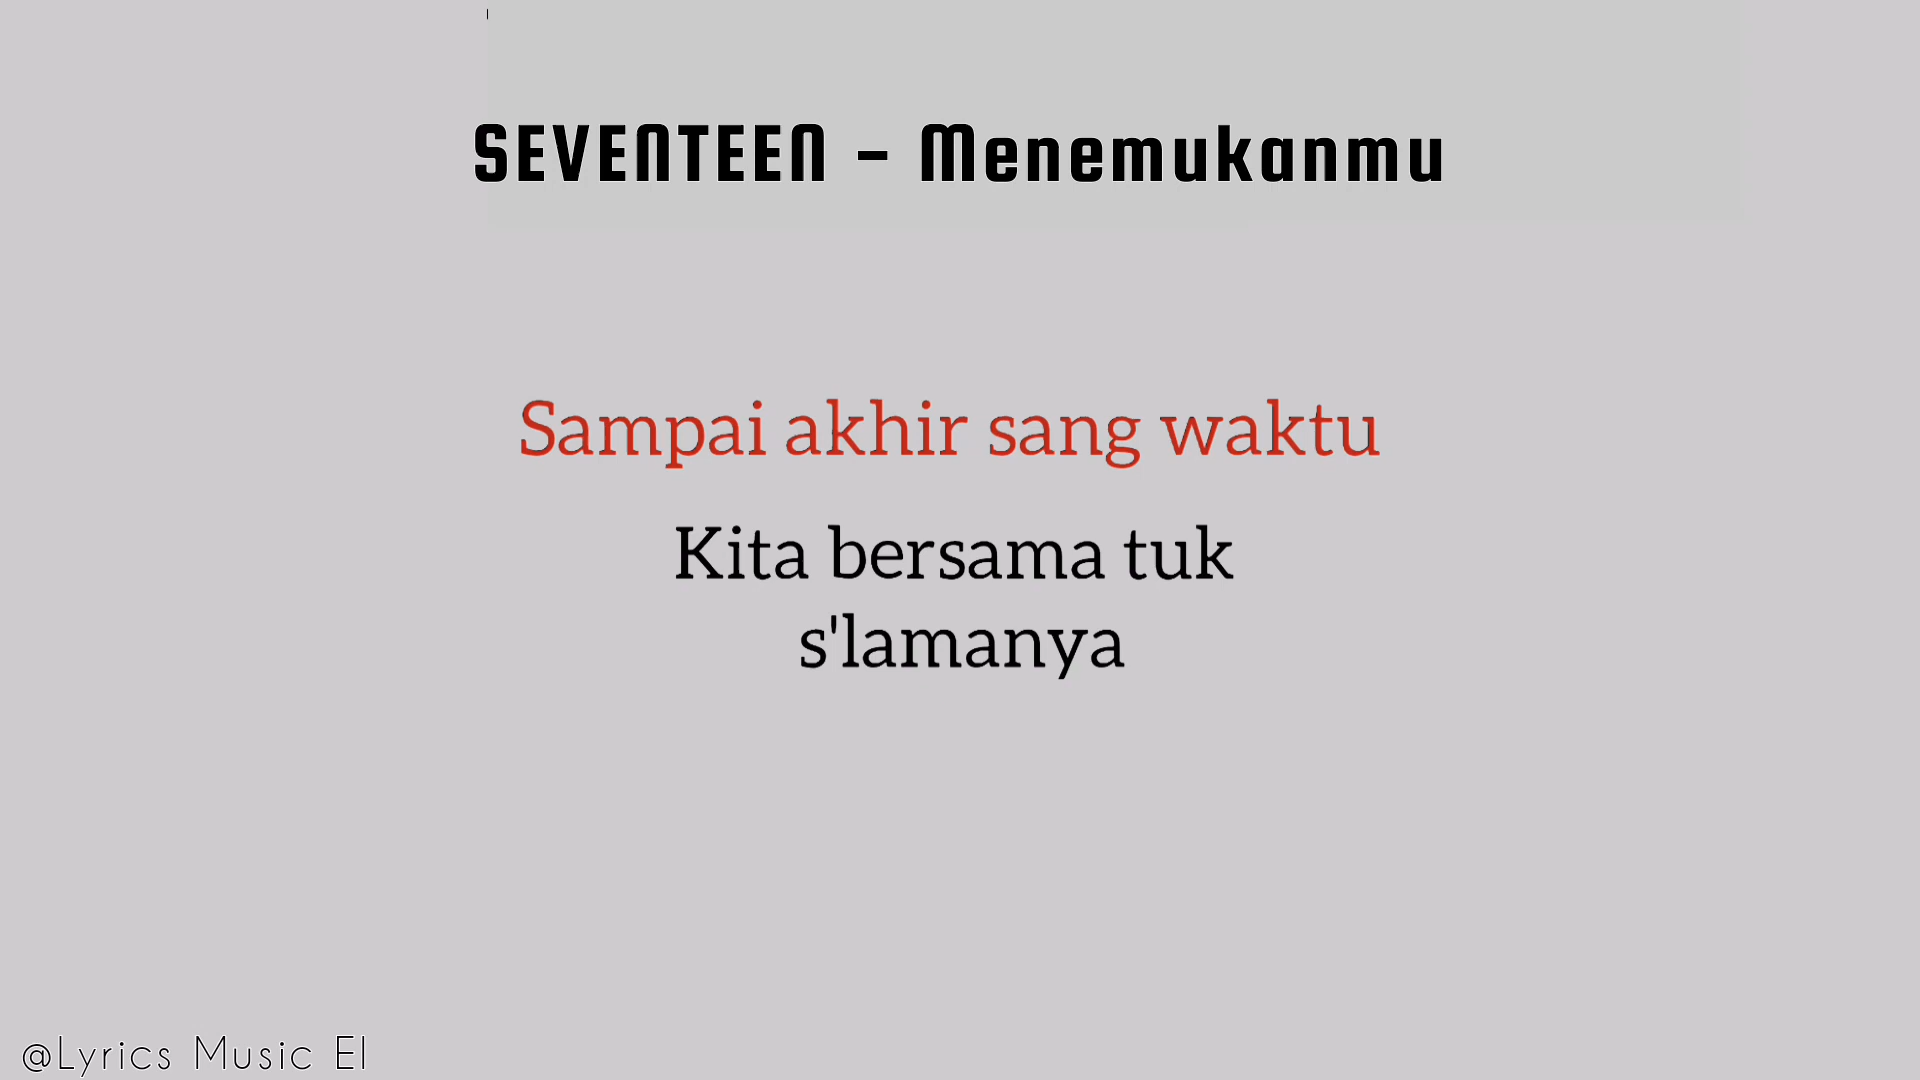 SEVENTEEN - Menemukanmu
Sampai akhir sang waktu
Kita bersama tuk
s'lamanya
@Lyrics Music El